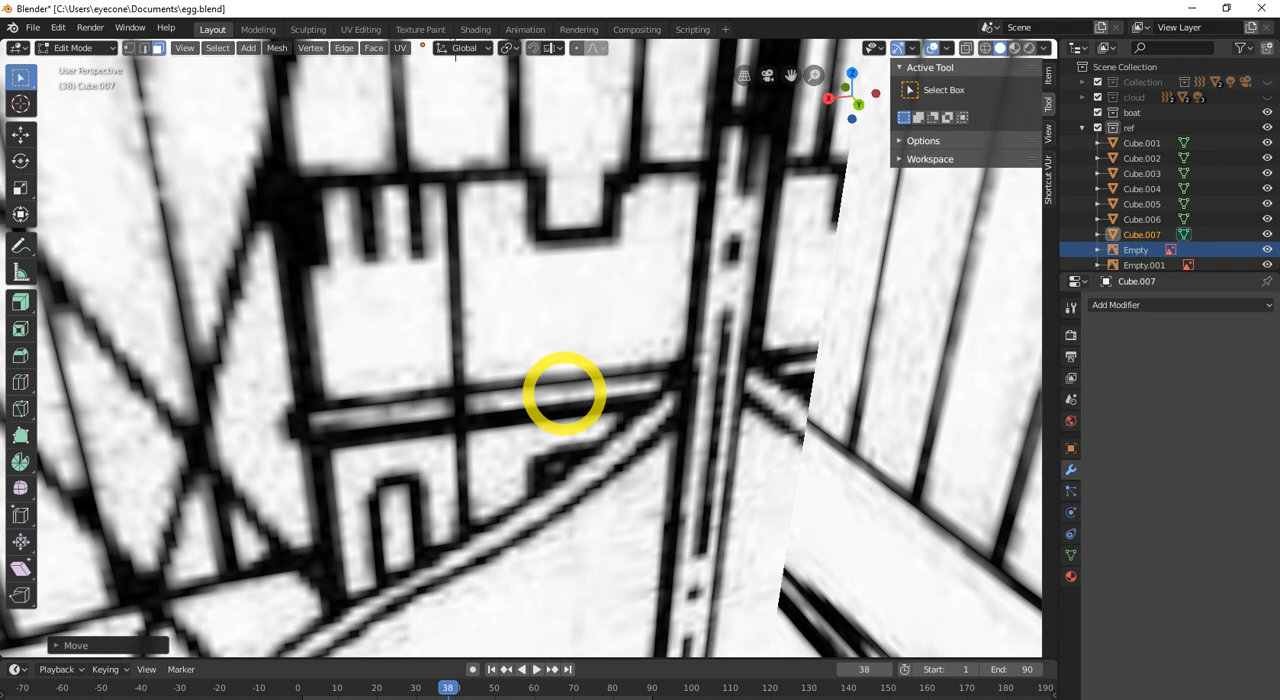 Blender* [C:\Users\eyecone\Documents\egg.blend]
File Edit Render Window Help Layout Modeling Sculpting UV Editing Texture Paint Shading Animation Rendering Compositing Scripting + Scene View Layer
Edit Mode View Select Add Mesh Vertex Edge Face UV Global
User Perspective
(38) Cube.007
X Y Z
Active Tool
Select Box
Options
Workspace
Item
Tool
View
Shortcut VUr
Scene Collection
Collection 2
cloud 2 2 3
boat
ref
Cube.001
Cube.002
Cube.003
Cube.004
Cube.005
Cube.006
Cube.007
Empty
Empty.001
Cube.007
Add Modifier
Move
Playback Keying View Marker 38 Start: 1 End: 90
-70 -60 -50 -40 -30 -20 -10 0 10 20 30 38 50 60 70 80 90 100 110 120 130 140 150 160 170 180 190